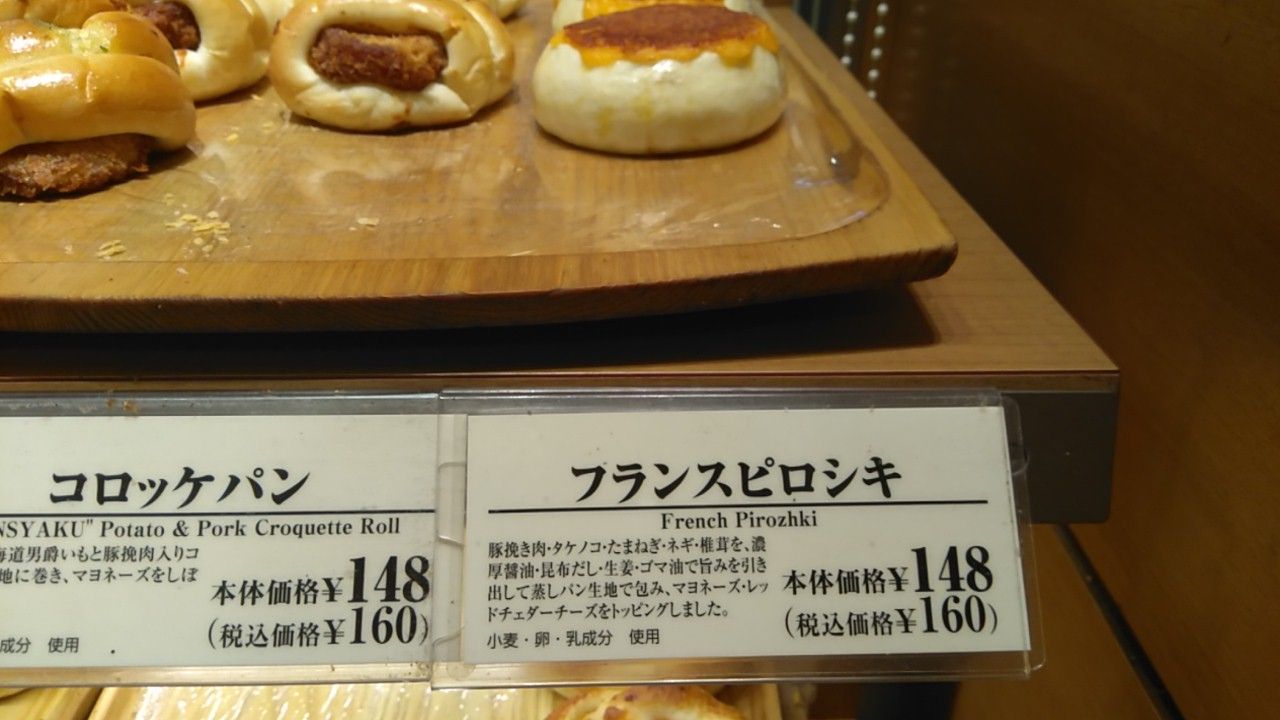 コロッケパン
NSYAKU" Potato & Pork Croquette Roll
海道男爵いもと豚挽肉入りコ
地に巻き、マヨネーズをしぼ
本体価格¥148
(税込価格¥160)
成分 使用
フランスピロシキ
French Pirozhki
豚挽き肉・タケノコ・たまねぎ・ネギ・椎茸を、濃
厚醤油・昆布だし・生姜・ゴマ油で旨みを引き
出して蒸しパン生地で包み、マヨネーズ・レッ
ドチェダーチーズをトッピングしました。
小麦・卵・乳成分 使用
本体価格¥148
(税込価格¥160)